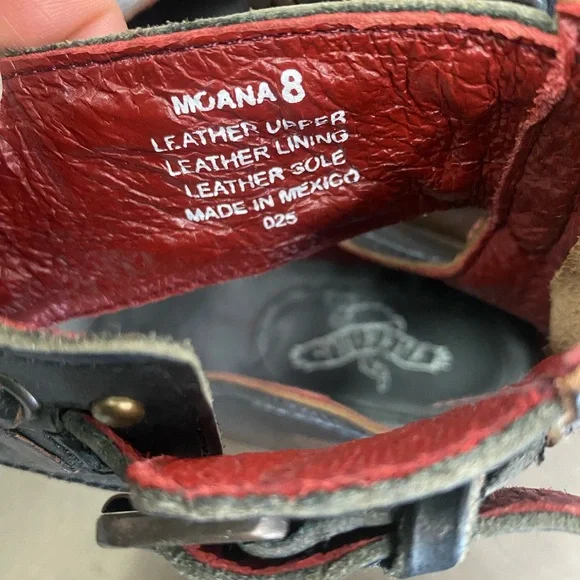 MOANA 8
LEATHER UPPER
LEATHER LINING
LEATHER SOLE
MADE IN MEXICO
025